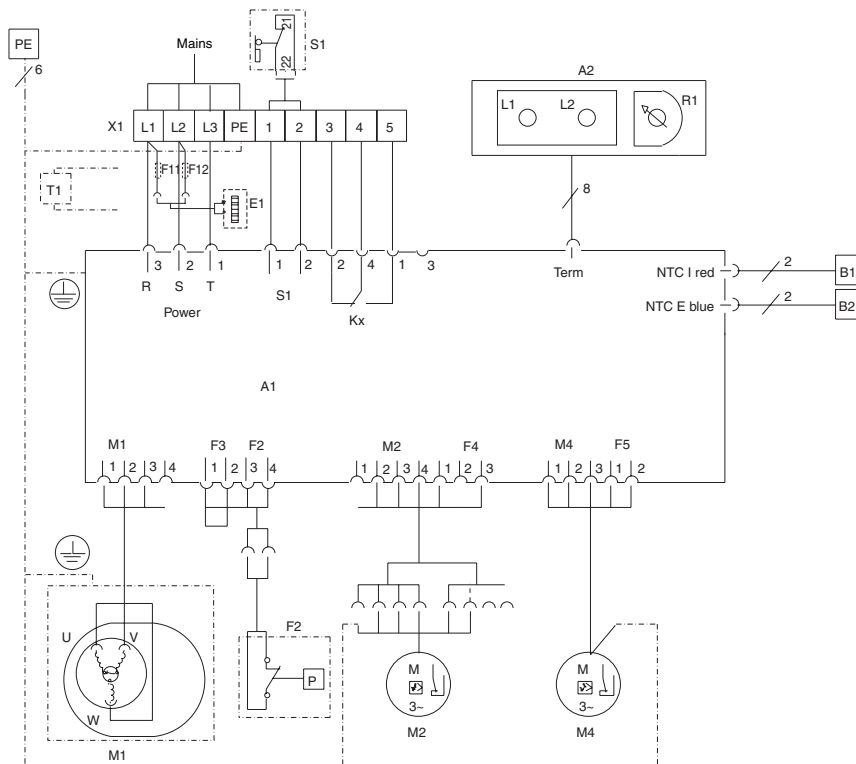 PE
6
Mains
21
22
S1
A2
L1 L2 R1
X1 L1 L2 L3 PE 1 2 3 4 5
F11 F12
T1
E1
8
3 2 1 1 2 2 4 1 3
R S T S1 Term
Power Kx
NTC I red 2 B1
NTC E blue 2 B2
A1
M1 F3 F2 M2 F4 M4 F5
1 2 3 4 1 2 3 4 1 2 3 4 1 2 3 1 2 3 1 2
U V
W
M1
F2
P
M
3~
M2
M
3~
M4